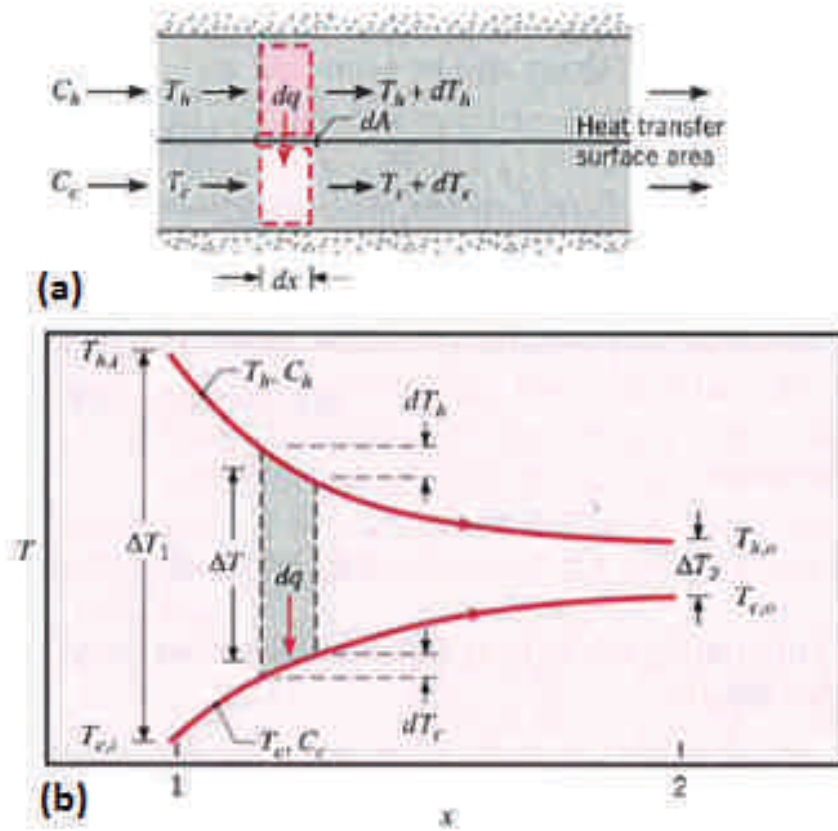 C_h T_h dq T_h + dT_h
dA
Heat transfer
surface area
C_c T_c T_c + dT_c
dx
(a)
T_h,i
T_h, C_h
dT_h
T ΔT_1 ΔT dq ΔT_2 T_h,o
T_c,o
T_c,i T_c, C_c dT_c
(b) 1 2
x